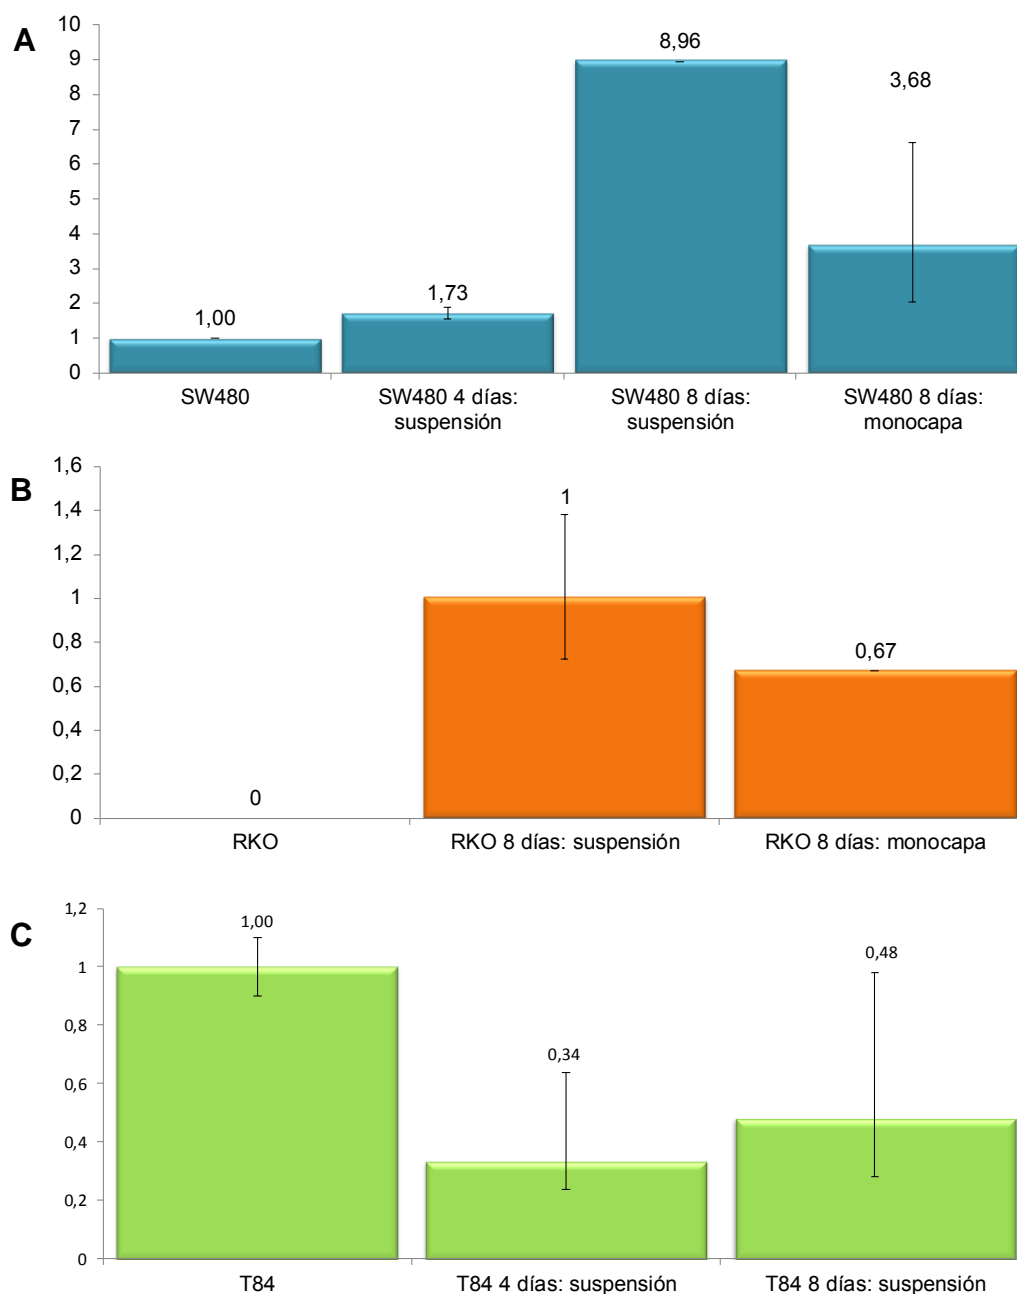 A
10
9
8
7
6
5
4
3
2
1
0
1,00
1,73
8,96
3,68
SW480
SW480 4 días:
suspensión
SW480 8 días:
suspensión
SW480 8 días:
monocapa
B
1,6
1,4
1,2
1
0,8
0,6
0,4
0,2
0
0
1
0,67
RKO
RKO 8 días: suspensión
RKO 8 días: monocapa
C
1,2
1
0,8
0,6
0,4
0,2
0
1,00
0,34
0,48
T84
T84 4 días: suspensión
T84 8 días: suspensión